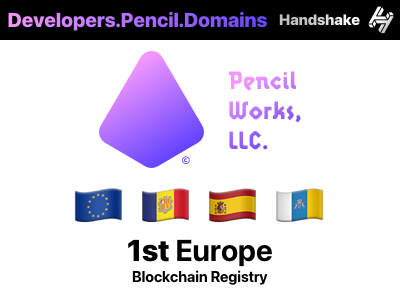 Developers.Pencil.Domains Handshake
Pencil
Works,
LLC.
©
1st Europe
Blockchain Registry